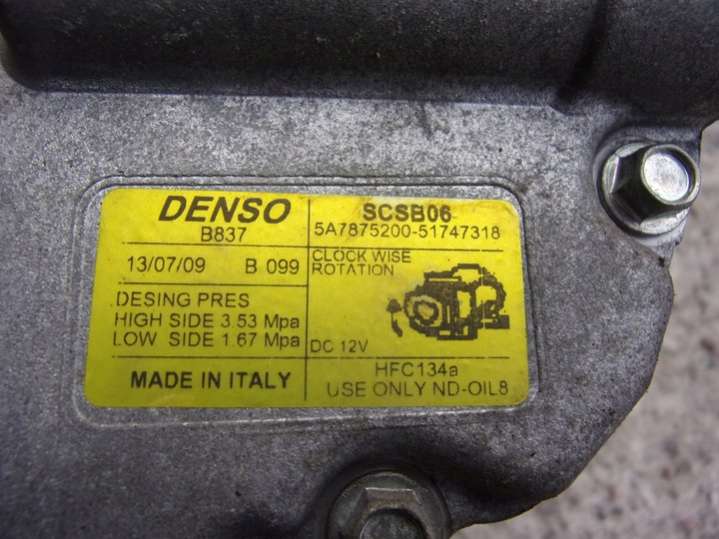 DENSO
B837
13/07/09 B 099
DESING PRES
HIGH SIDE 3.53 Mpa
LOW SIDE 1.67 Mpa
MADE IN ITALY
SCSB06
5A7875200-51747318
CLOCK WISE
ROTATION
DC 12V
HFC134a
USE ONLY ND-OIL8